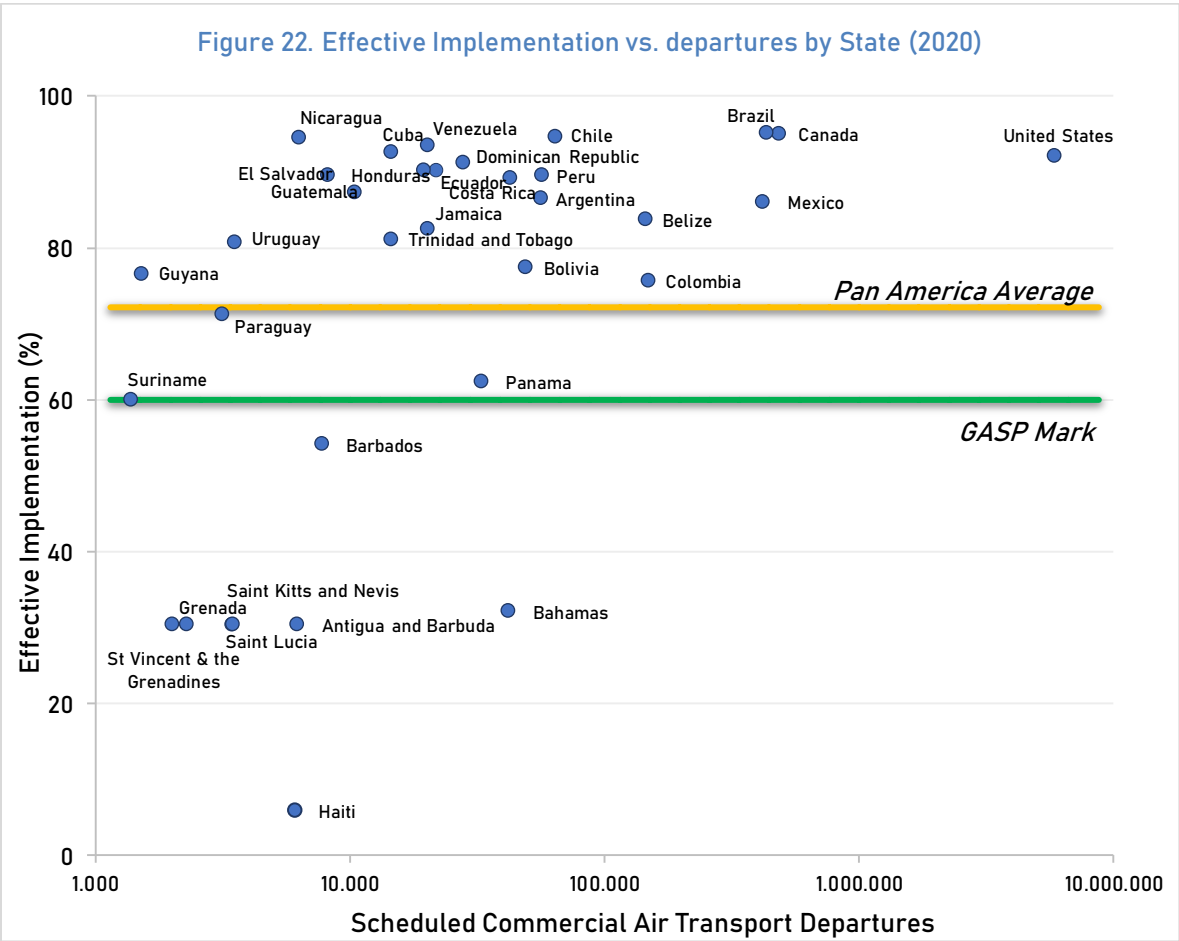 Figure 22. Effective Implementation vs. departures by State (2020)
100
80
60
40
20
0
Effective Implementation (%)
Nicaragua
Cuba
Venezuela
Chile
Brazil
Canada
United States
Dominican Republic
El Salvador
Honduras
Ecuador
Peru
Guatemala
Costa Rica
Argentina
Mexico
Jamaica
Belize
Uruguay
Trinidad and Tobago
Guyana
Bolivia
Colombia
Pan America Average
Paraguay
Suriname
Panama
GASP Mark
Barbados
Saint Kitts and Nevis
Grenada
Antigua and Barbuda
Bahamas
Saint Lucia
St Vincent & the
Grenadines
Haiti
1.000
10.000
100.000
1.000.000
10.000.000
Scheduled Commercial Air Transport Departures